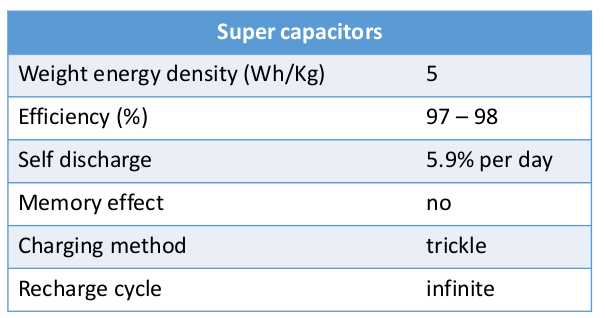 Super capacitors
Weight energy density (Wh/Kg) 5
Efficiency (%) 97 – 98
Self discharge 5.9% per day
Memory effect no
Charging method trickle
Recharge cycle infinite